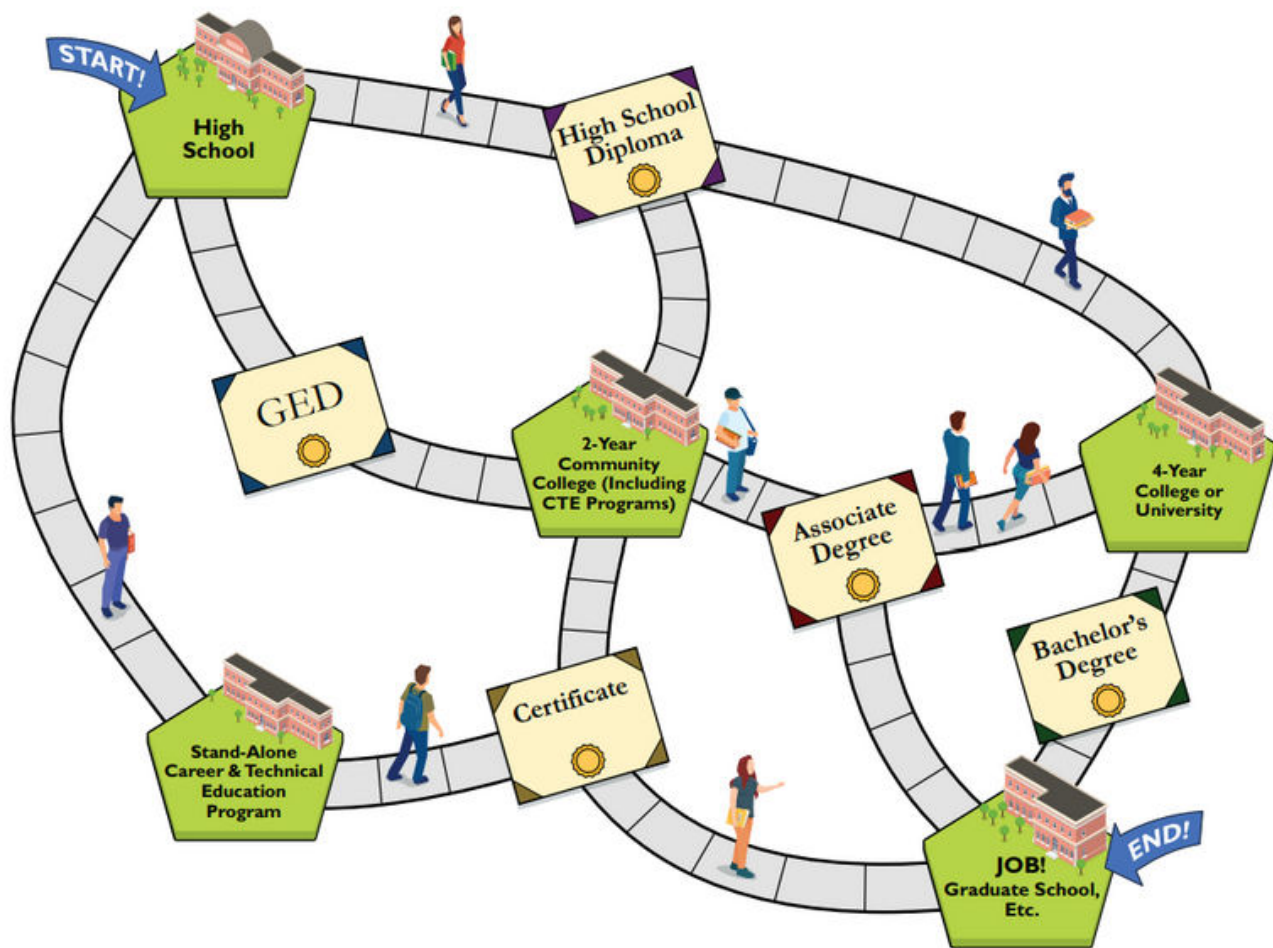 START!
High
School
High School
Diploma
GED
2-Year
Community
College (Including
CTE Programs)
Associate
Degree
4-Year
College or
University
Bachelor's
Degree
Certificate
Stand-Alone
Career & Technical
Education
Program
JOB!
Graduate School,
Etc.
END!